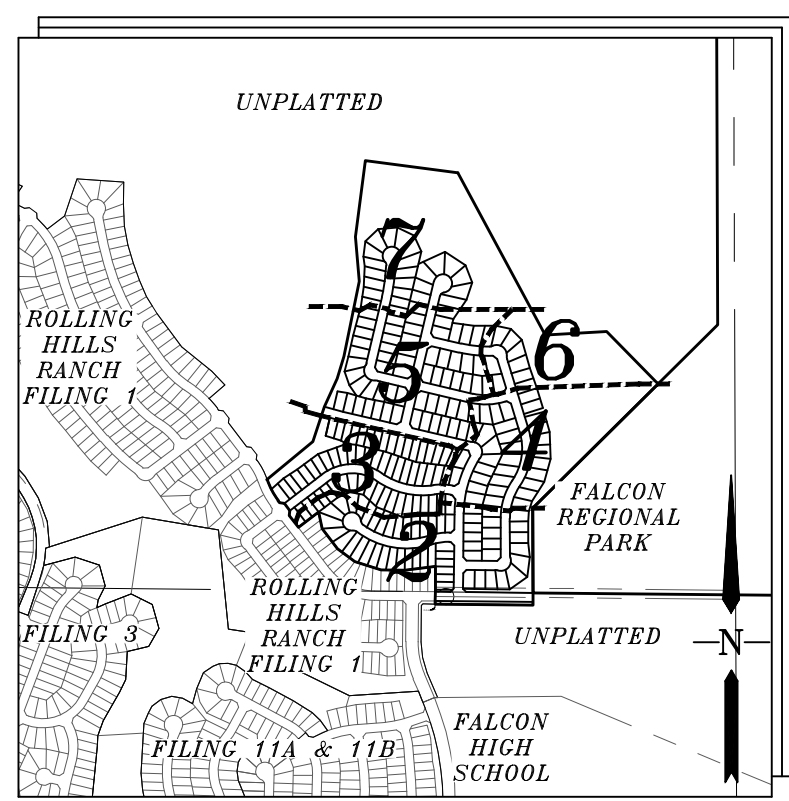 UNPLATTED
7
ROLLING
HILLS
RANCH
FILING 1
6
5
4
3
FALCON
REGIONAL
PARK
2
ROLLING
HILLS
RANCH
FILING 1
FILING 3
UNPLATTED
N
FILING 11A & 11B
FALCON
HIGH
SCHOOL